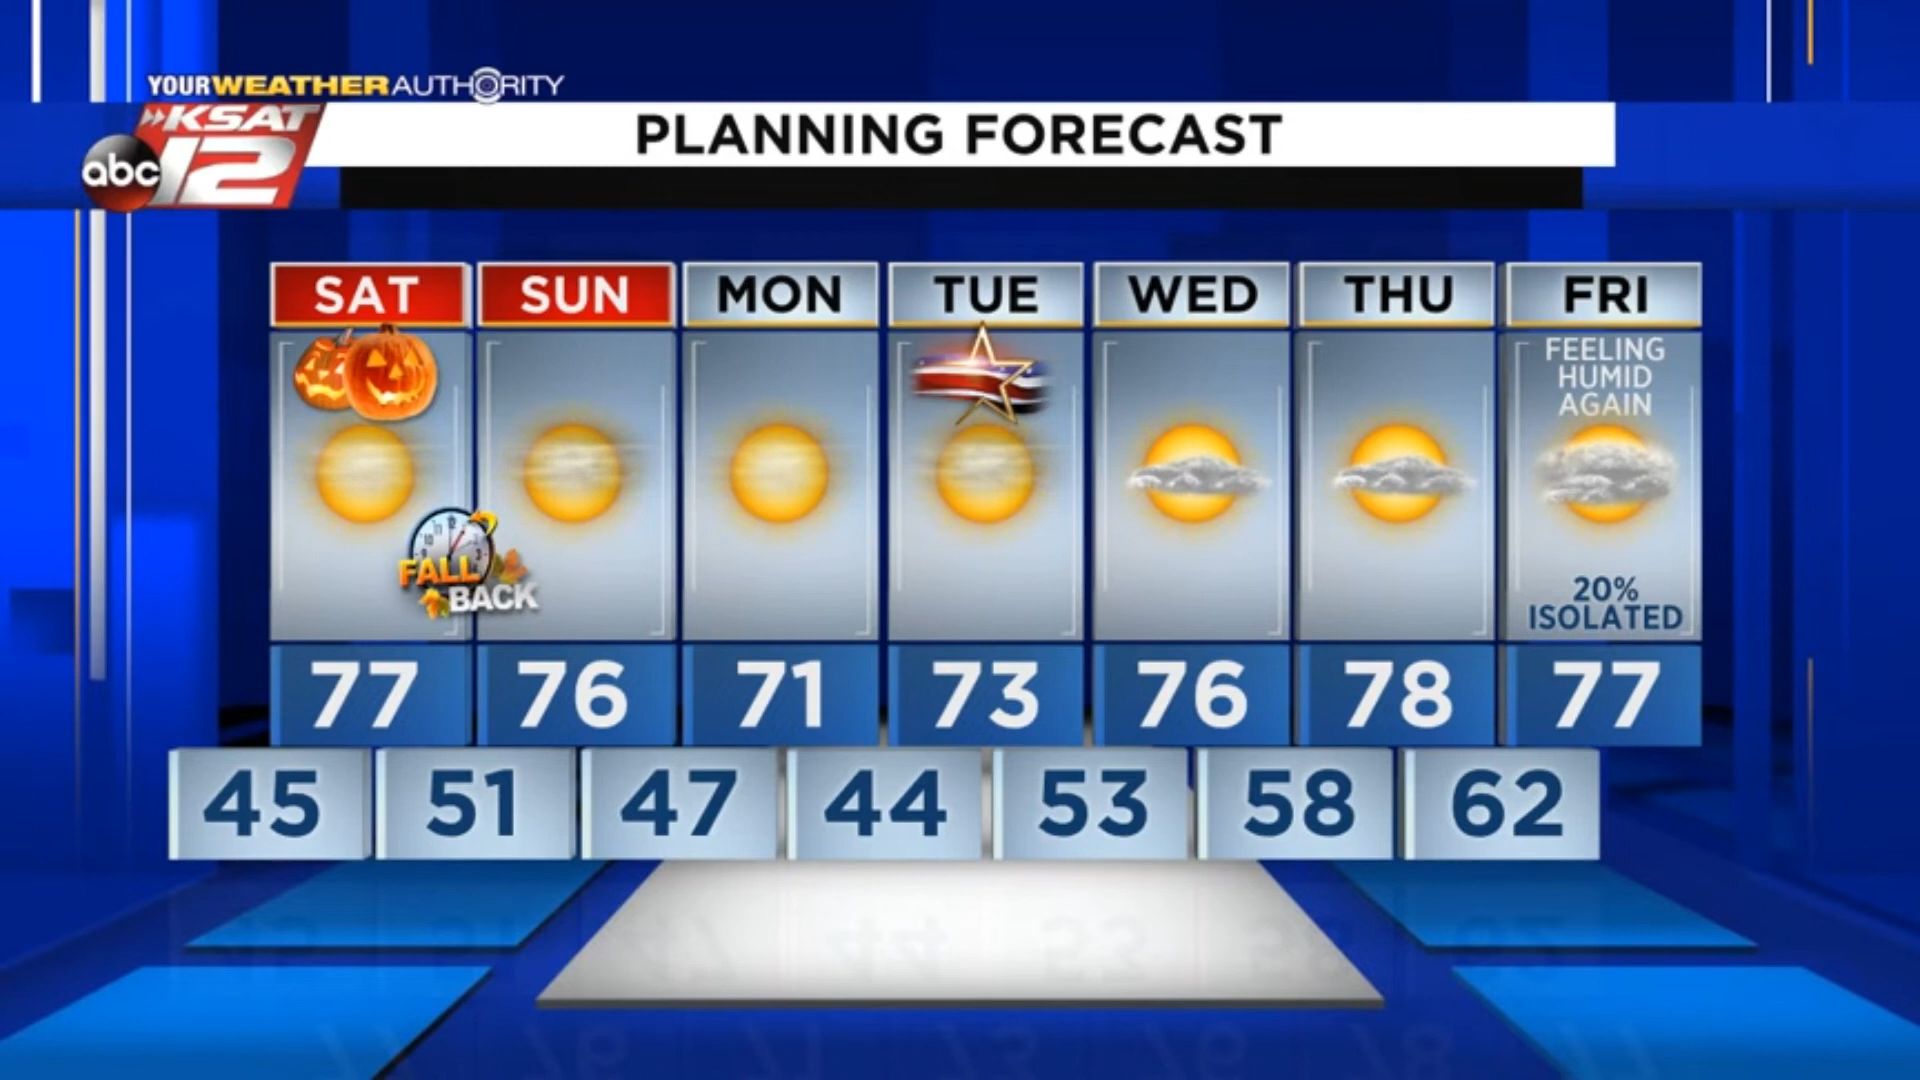 YOURWEATHERAUTHORITY
KSAT
abc 12
PLANNING FORECAST
SAT SUN MON TUE WED THU FRI
FEELING
HUMID
AGAIN
FALL
BACK
20%
ISOLATED
77 76 71 73 76 78 77
45 51 47 44 53 58 62